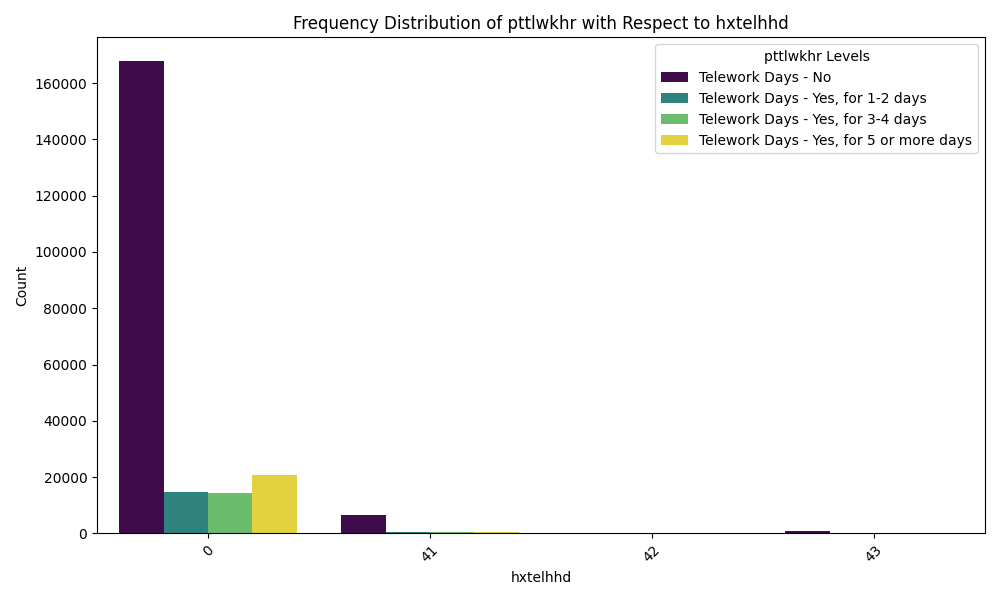 Frequency Distribution of pttlwkhr with Respect to hxtelhhd
pttlwkhr Levels
Telework Days - No
Telework Days - Yes, for 1-2 days
Telework Days - Yes, for 3-4 days
Telework Days - Yes, for 5 or more days
Count
160000
140000
120000
100000
80000
60000
40000
20000
0
0
41
42
43
hxtelhhd